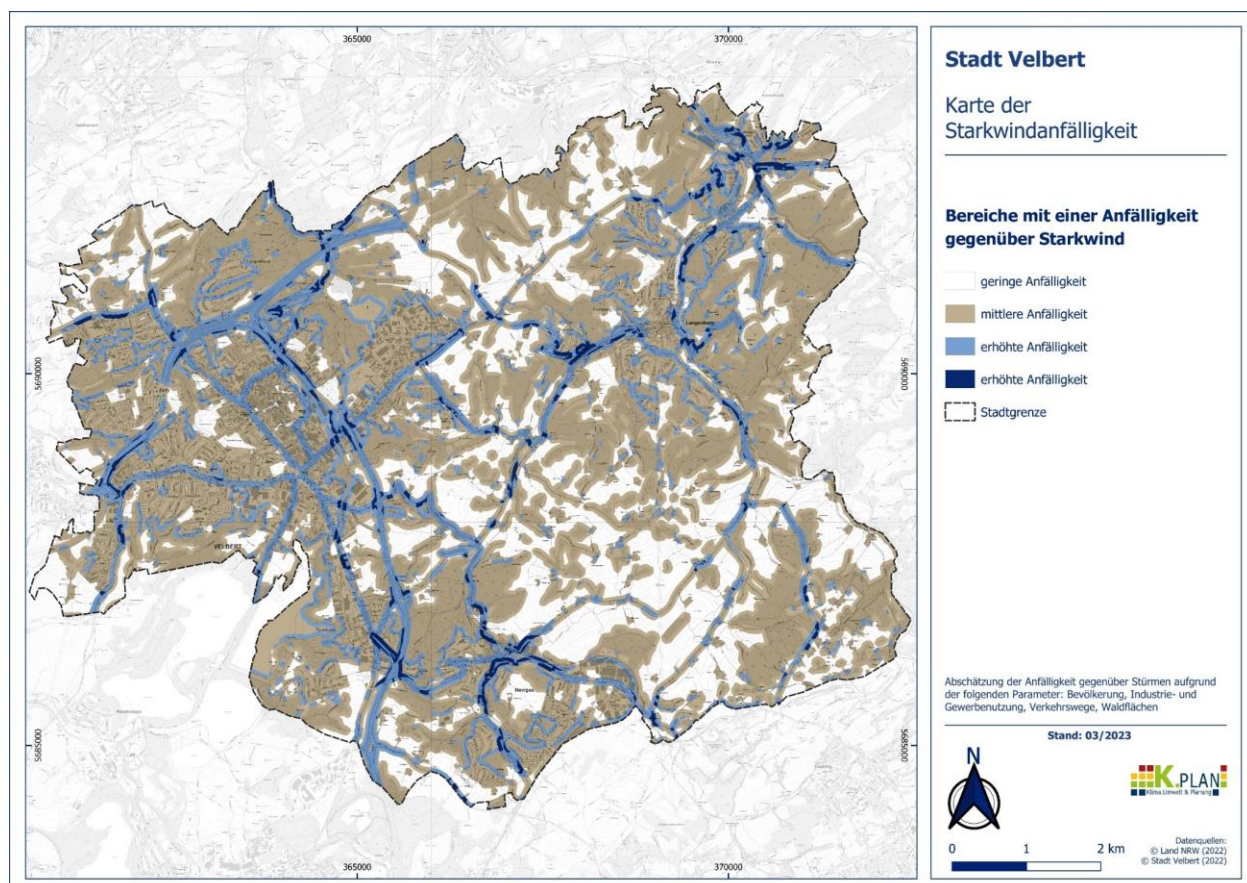 365000
370000
5690000
5690000
5685000
5685000
Langenberg
VELBERT
Neviges
365000
370000
Stadt Velbert
Karte der
Starkwindanfälligkeit
Bereiche mit einer Anfälligkeit
gegenüber Starkwind
geringe Anfälligkeit
mittlere Anfälligkeit
erhöhte Anfälligkeit
erhöhte Anfälligkeit
Stadtgrenze
Abschätzung der Anfälligkeit gegenüber Stürmen aufgrund
der folgenden Parameter: Bevölkerung, Industrie- und
Gewerbenutzung, Verkehrswege, Waldflächen
Stand: 03/2023
N
K.PLAN
Klima.Umwelt & Planung
0 1 2 km
Datenquellen:
© Land NRW (2022)
© Stadt Velbert (2022)